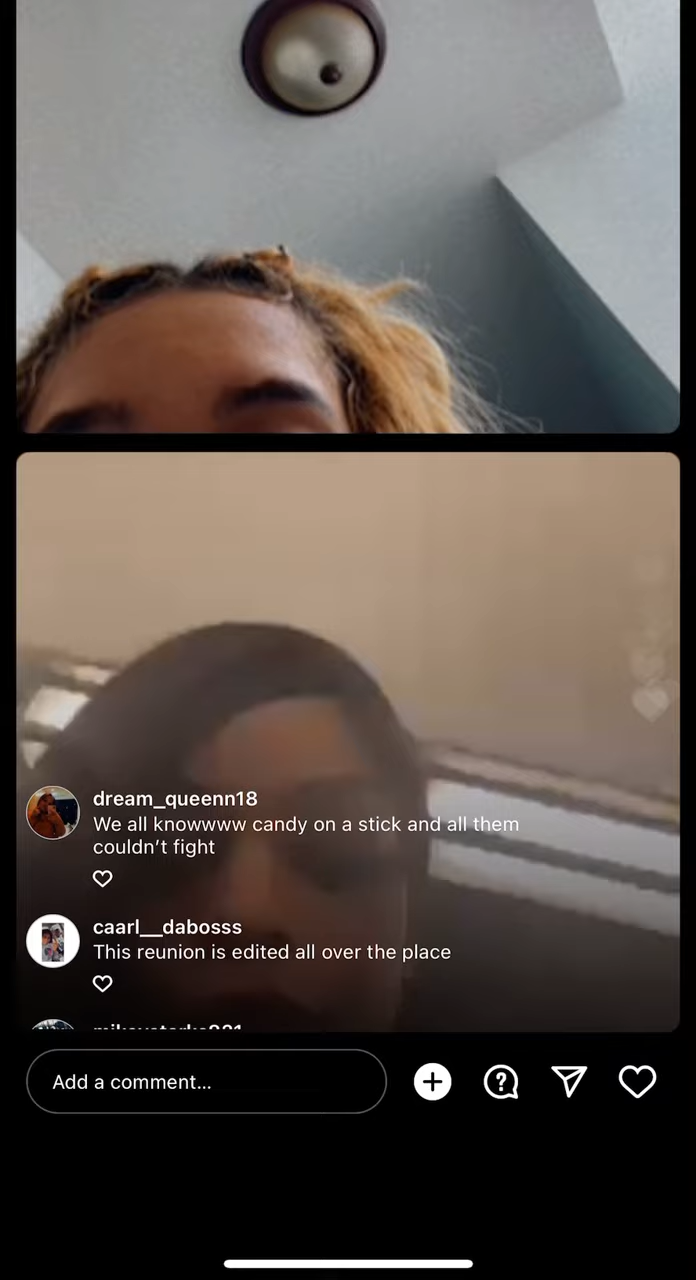 dream_queenn18
We all knowwww candy on a stick and all them
couldn't fight
caarl__dabosss
This reunion is edited all over the place
Add a comment...